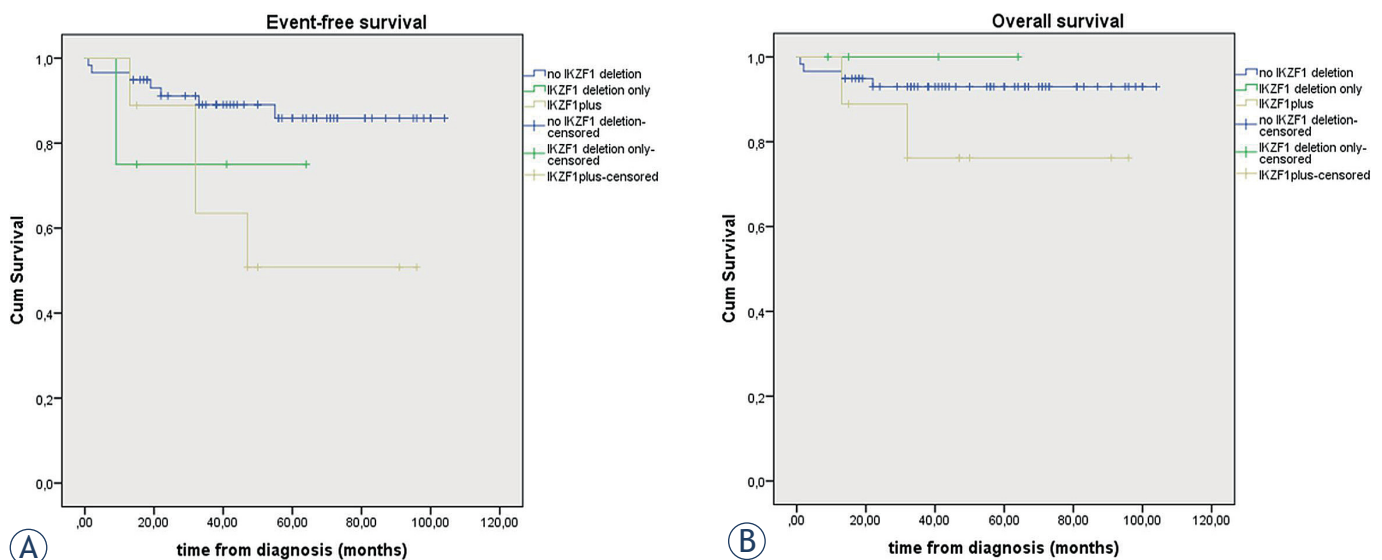 Event-free survival
Cum Survival
1,0
0,8
0,6
0,4
0,2
0,0
,00
20,00
40,00
60,00
80,00
100,00
120,00
time from diagnosis (months)
no IKZF1 deletion
IKZF1 deletion only
IKZF1plus
no IKZF1 deletion-
censored
IKZF1 deletion only-
censored
IKZF1plus-censored
A
Overall survival
Cum Survival
1,0
0,8
0,6
0,4
0,2
0,0
,00
20,00
40,00
60,00
80,00
100,00
120,00
time from diagnosis (months)
no IKZF1 deletion
IKZF1 deletion only
IKZF1plus
no IKZF1 deletion-
censored
IKZF1 deletion only-
censored
IKZF1plus-censored
B